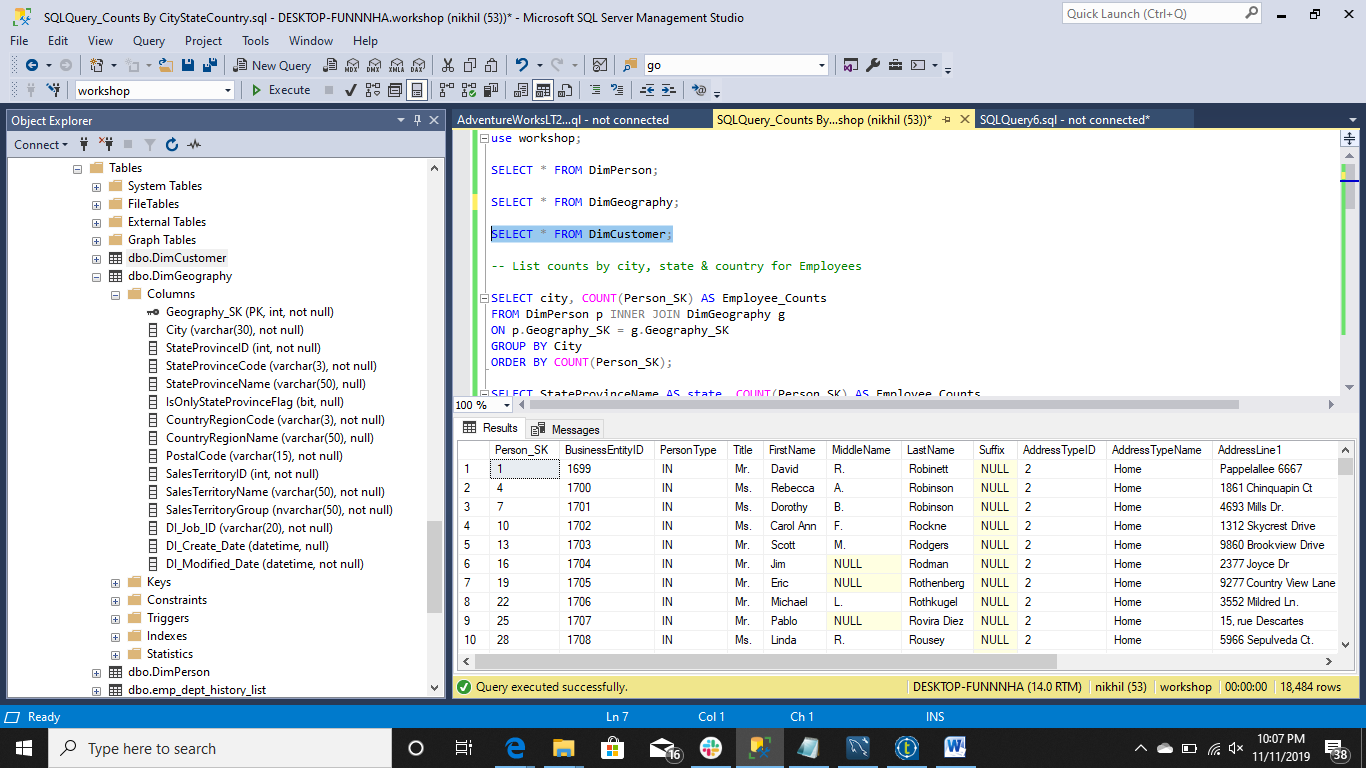 SQLQuery_Counts By CityStateCountry.sql - DESKTOP-FUNNNHA.workshop (nikhil (53))* - Microsoft SQL Server Management Studio
Quick Launch (Ctrl+Q)
File Edit View Query Project Tools Window Help
New Query MDX DMX XMLA DAX go
workshop Execute
Object Explorer
Connect
Tables
System Tables
FileTables
External Tables
Graph Tables
dbo.DimCustomer
dbo.DimGeography
Columns
Geography_SK (PK, int, not null)
City (varchar(30), not null)
StateProvinceID (int, not null)
StateProvinceCode (varchar(3), not null)
StateProvinceName (varchar(50), null)
IsOnlyStateProvinceFlag (bit, null)
CountryRegionCode (varchar(3), not null)
CountryRegionName (varchar(50), null)
PostalCode (varchar(15), not null)
SalesTerritoryID (int, not null)
SalesTerritoryName (varchar(50), not null)
SalesTerritoryGroup (nvarchar(50), not null)
DI_Job_ID (varchar(20), not null)
DI_Create_Date (datetime, null)
DI_Modified_Date (datetime, not null)
Keys
Constraints
Triggers
Indexes
Statistics
dbo.DimPerson
dbo.emp_dept_history_list
AdventureWorksLT2...ql - not connected SQLQuery_Counts By...shop (nikhil (53))* SQLQuery6.sql - not connected*
use workshop;
SELECT * FROM DimPerson;
SELECT * FROM DimGeography;
SELECT * FROM DimCustomer;
-- List counts by city, state & country for Employees
SELECT city, COUNT(Person_SK) AS Employee_Counts
FROM DimPerson p INNER JOIN DimGeography g
ON p.Geography_SK = g.Geography_SK
GROUP BY City
ORDER BY COUNT(Person_SK);
SELECT StateProvinceName AS state, COUNT(Person_SK) AS Employee_Counts
100 %
Results Messages
Person_SK BusinessEntityID PersonType Title FirstName MiddleName LastName Suffix AddressTypeID AddressTypeName AddressLine1
1 1 1699 IN Mr. David R. Robinett NULL 2 Home Pappelallee 6667
2 4 1700 IN Ms. Rebecca A. Robinson NULL 2 Home 1861 Chinquapin Ct
3 7 1701 IN Ms. Dorothy B. Robinson NULL 2 Home 4693 Mills Dr.
4 10 1702 IN Ms. Carol Ann F. Rockne NULL 2 Home 1312 Skycrest Drive
5 13 1703 IN Mr. Scott M. Rodgers NULL 2 Home 9860 Brookview Drive
6 16 1704 IN Mr. Jim NULL Rodman NULL 2 Home 2377 Joyce Dr
7 19 1705 IN Mr. Eric NULL Rothenberg NULL 2 Home 9277 Country View Lane
8 22 1706 IN Mr. Michael L. Rothkugel NULL 2 Home 3552 Mildred Ln.
9 25 1707 IN Mr. Pablo NULL Rovira Diez NULL 2 Home 15, rue Descartes
10 28 1708 IN Ms. Linda R. Rousey NULL 2 Home 5966 Sepulveda Ct.
Query executed successfully. DESKTOP-FUNNNHA (14.0 RTM) nikhil (53) workshop 00:00:00 18,484 rows
Ready Ln 7 Col 1 Ch 1 INS
Type here to search
16
10:07 PM
11/11/2019
38